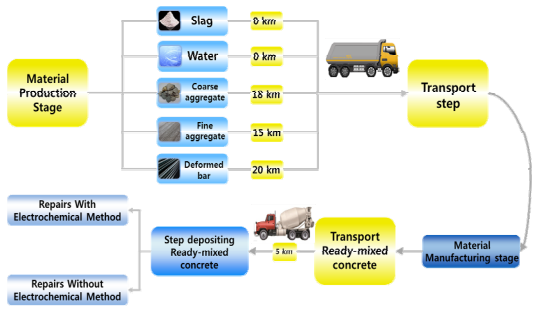 Material
Production
Stage
Slag
0 km
Water
0 km
Coarse
aggregate
18 km
Fine
aggregate
15 km
Deformed
bar
20 km
Transport
step
Material
Manufacturing stage
Transport
Ready-mixed
concrete
5 km
Step depositing
Ready-mixed
concrete
Repairs With
Electrochemical Method
Repairs Without
Electrochemical Method